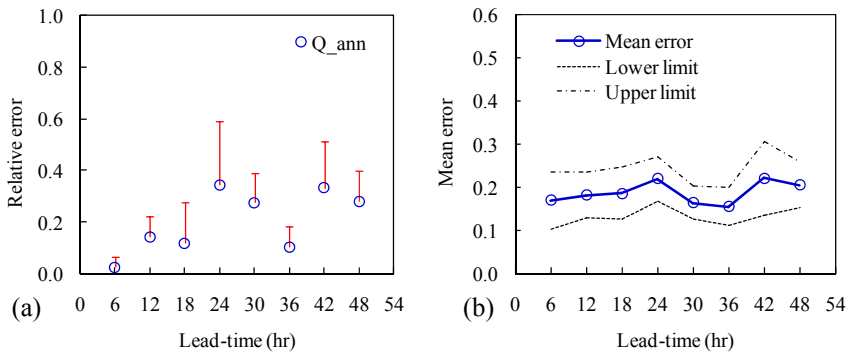 1.0
0.8
0.6
0.4
0.2
0.0
Relative error
Q_ann
0 6 12 18 24 30 36 42 48 54
Lead-time (hr)
(a)
0.6
0.5
0.4
0.3
0.2
0.1
0.0
Mean error
Mean error
Lower limit
Upper limit
0 6 12 18 24 30 36 42 48 54
Lead-time (hr)
(b)